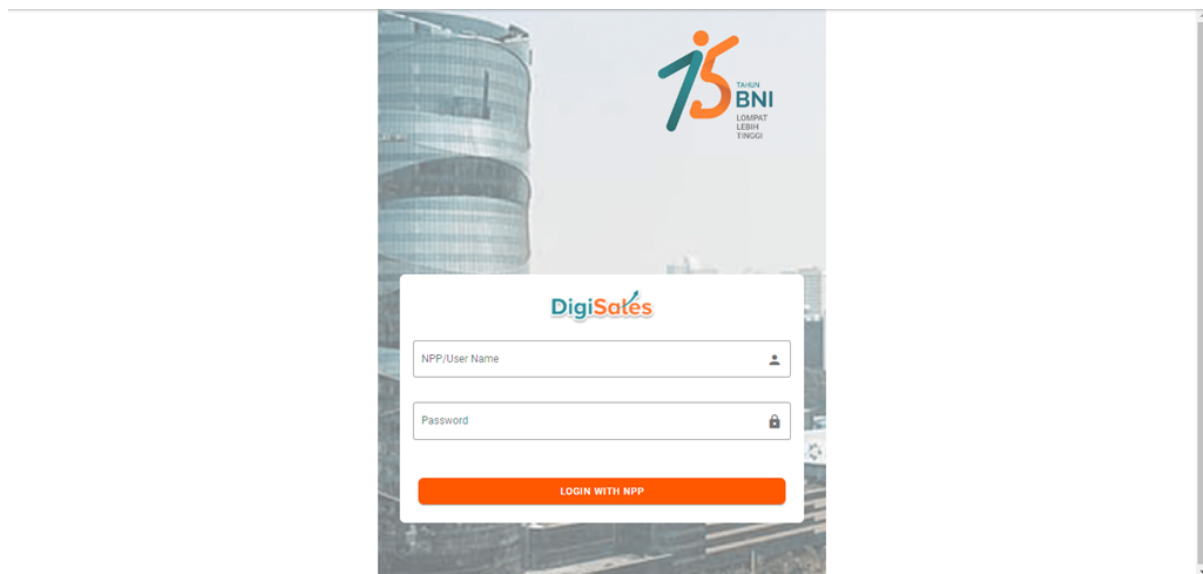 75
TAHUN
BNI
LOMPAT
LEBIH
TINGGI
DigiSales
NPP/User Name
Password
LOGIN WITH NPP